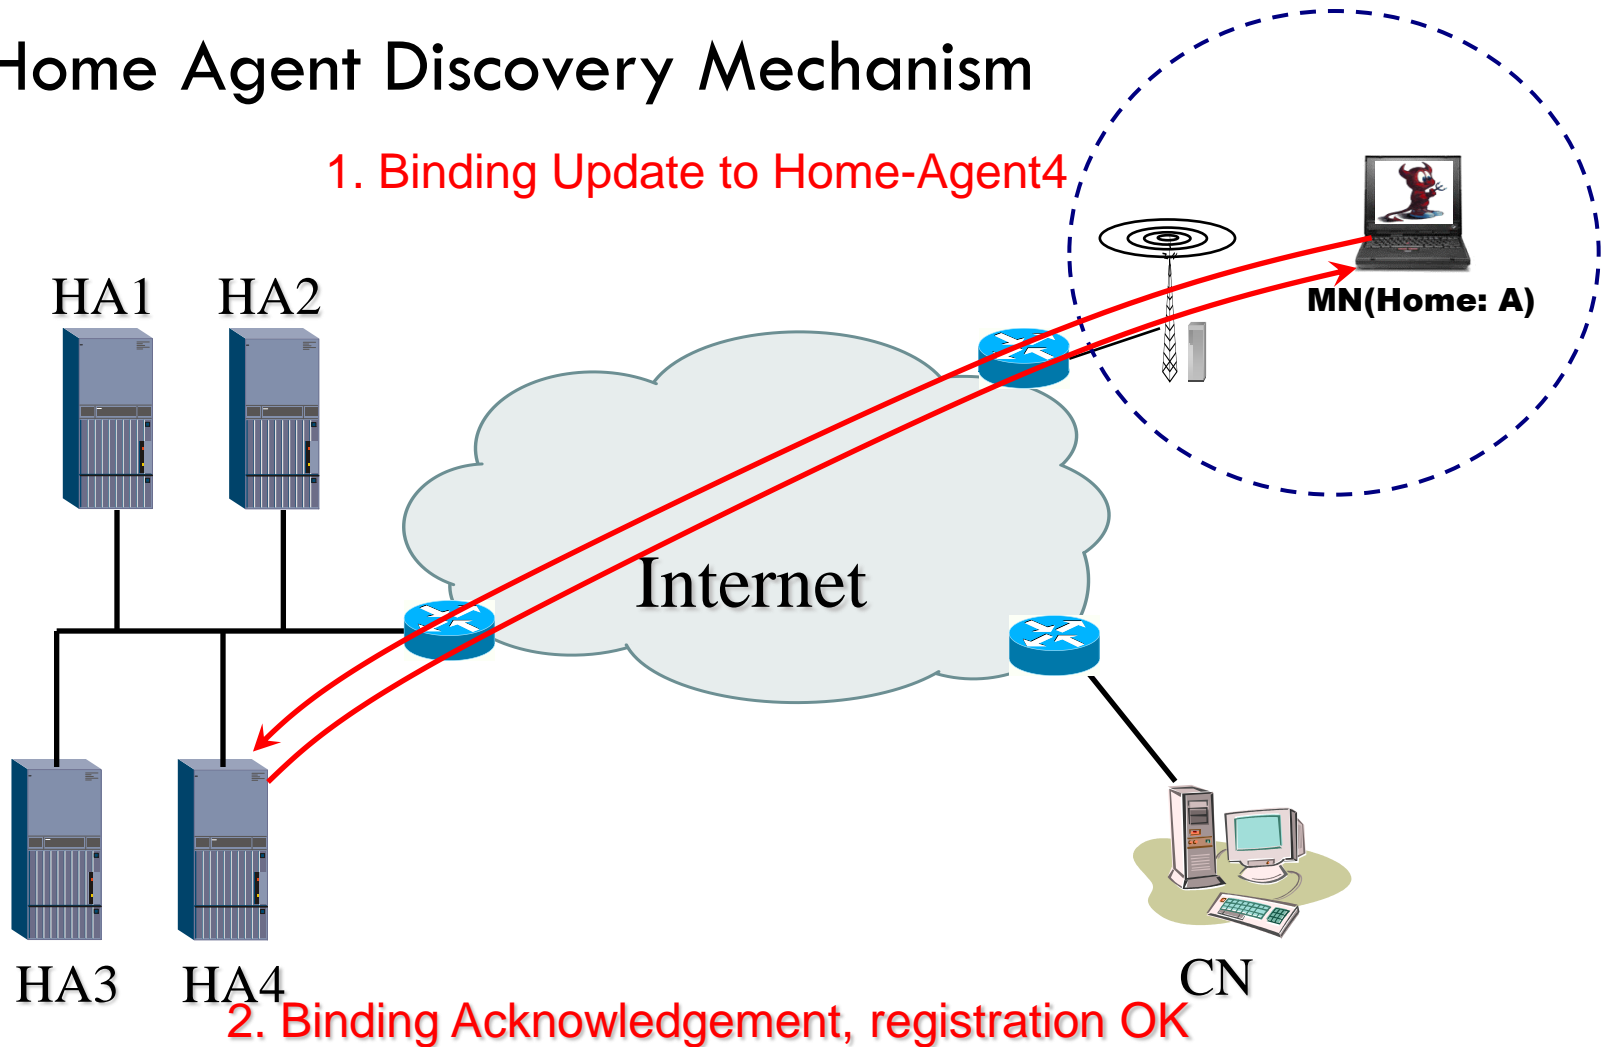 Home Agent Discovery Mechanism
1. Binding Update to Home-Agent4
HA1 HA2
MN(Home: A)
Internet
HA3 HA4
CN
2. Binding Acknowledgement, registration OK